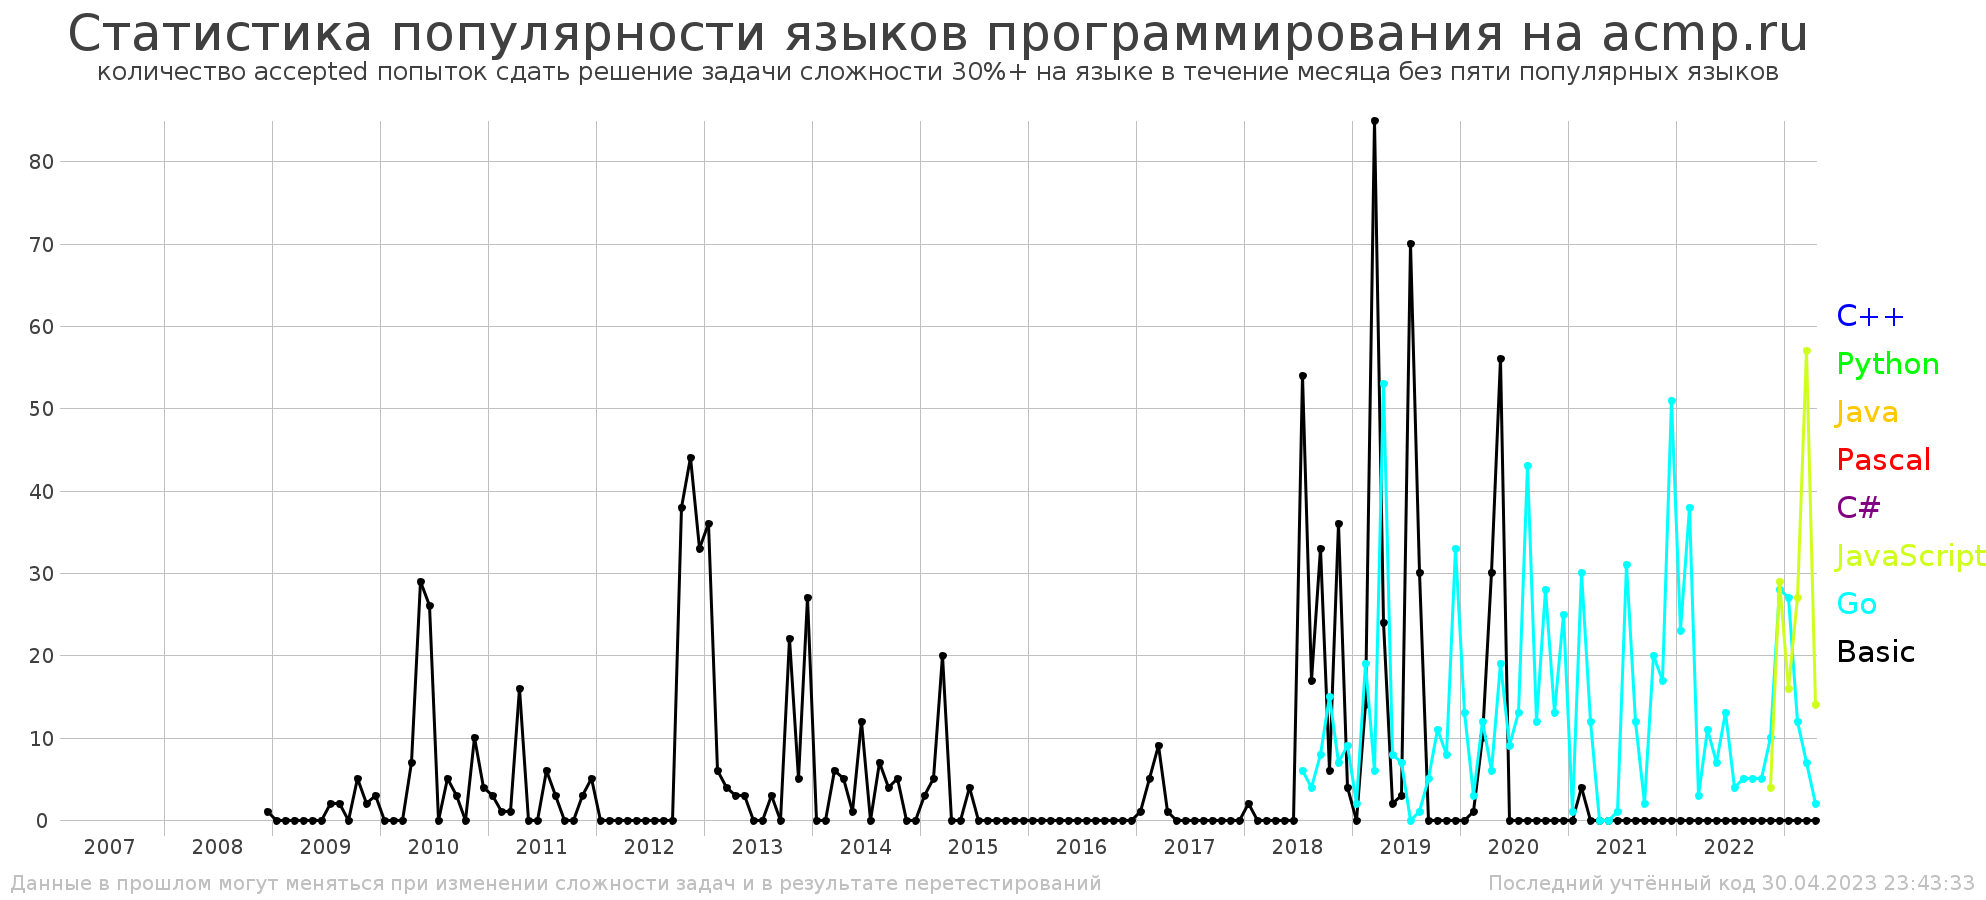 Статистика популярности языков программирования на acmp.ru
количество accepted попыток сдать решение задачи сложности 30%+ на языке в течение месяца без пяти популярных языков
80
70
60
50
40
30
20
10
0
C++
Python
Java
Pascal
C#
JavaScript
Go
Basic
2007 2008 2009 2010 2011 2012 2013 2014 2015 2016 2017 2018 2019 2020 2021 2022
Данные в прошлом могут меняться при изменении сложности задач и в результате перетестирований
Последний учтённый код 30.04.2023 23:43:33